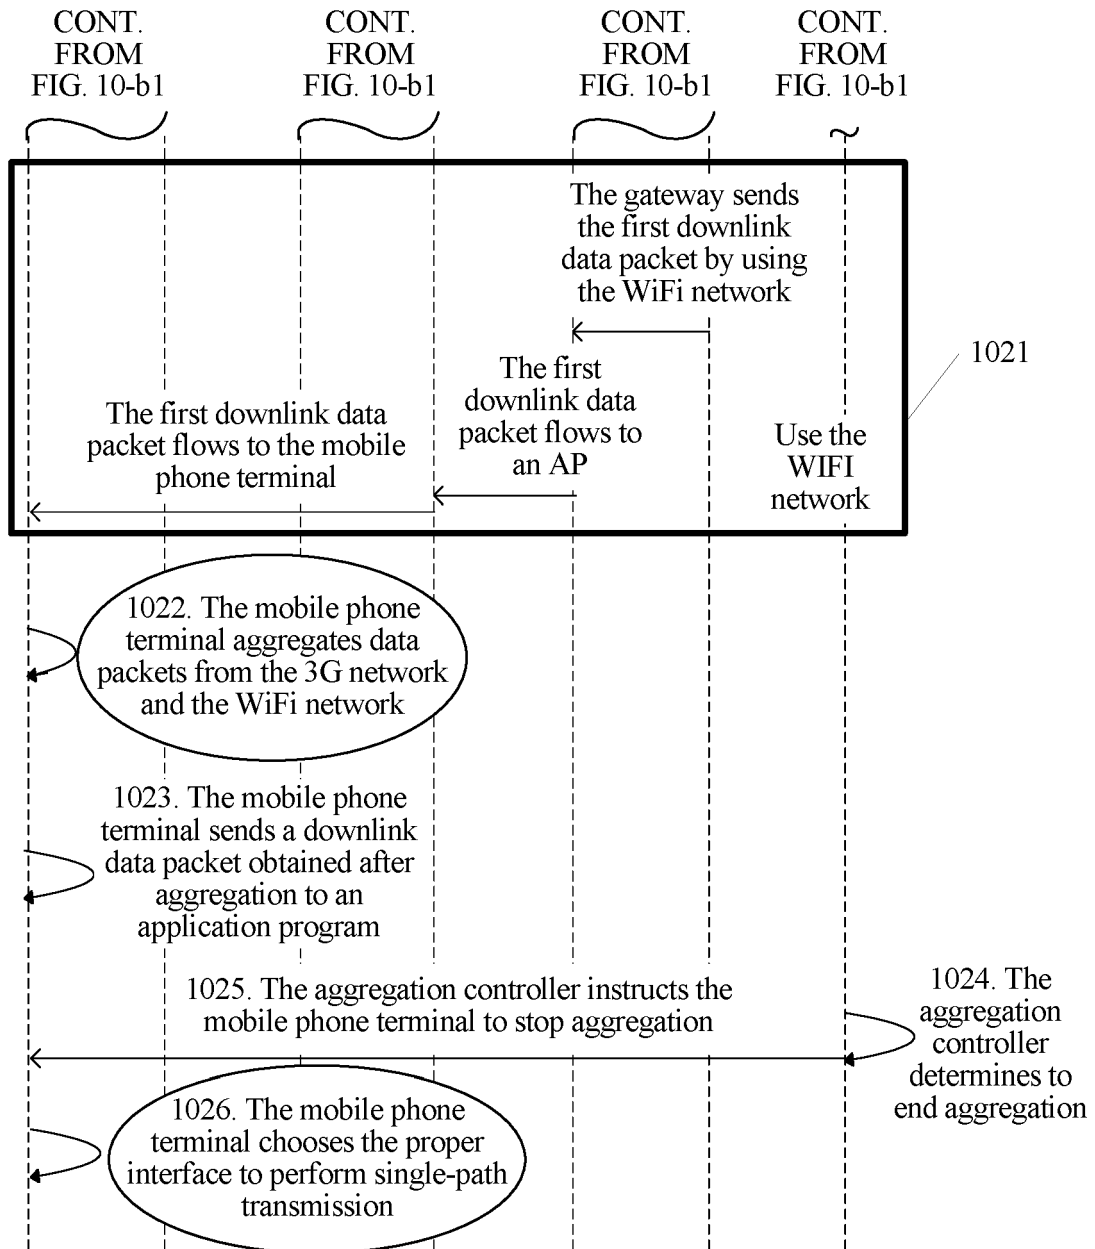 CONT.
FROM
FIG. 10-b1
CONT.
FROM
FIG. 10-b1
CONT.
FROM
FIG. 10-b1
CONT.
FROM
FIG. 10-b1
The gateway sends
the first downlink
data packet by using
the WiFi network
1021
The first
downlink data
packet flows to
an AP
The first downlink data
packet flows to the mobile
phone terminal
Use the
WIFI
network
1022. The mobile phone
terminal aggregates data
packets from the 3G network
and the WiFi network
1023. The mobile phone
terminal sends a downlink
data packet obtained after
aggregation to an
application program
1024. The
aggregation
controller
determines to
end aggregation
1025. The aggregation controller instructs the
mobile phone terminal to stop aggregation
1026. The mobile phone
terminal chooses the proper
interface to perform single-path
transmission